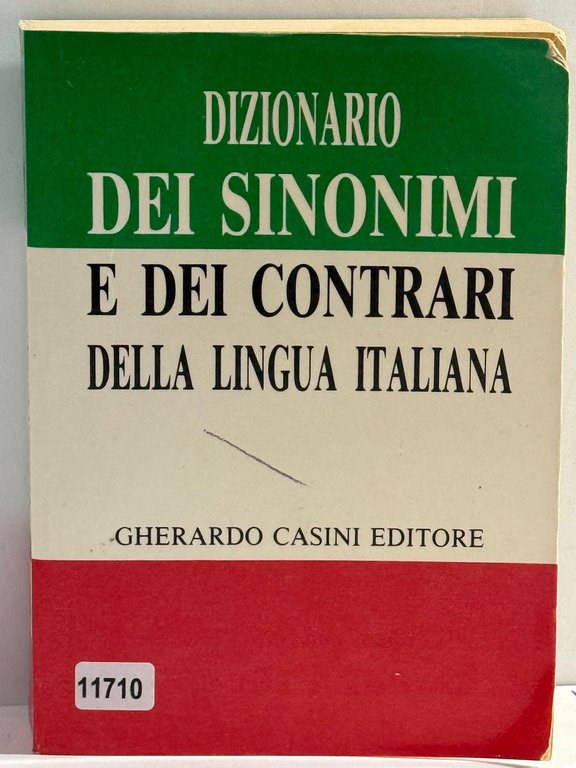 DIZIONARIO
DEI SINONIMI
E DEI CONTRARI
DELLA LINGUA ITALIANA
GHERARDO CASINI EDITORE
11710